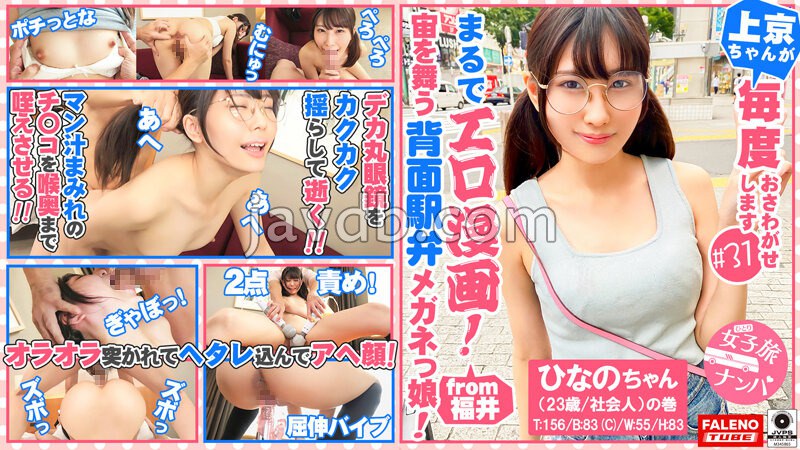 上京
ちゃんが
毎度
おさわがせ
します
#31
まるで
エロ漫画!
宙を舞う
背面駅弁
メガネっ娘!
from
福井
ひなのちゃん
(23歳/社会人)の巻
T:156/B:83(C)/W:55/H:83
ひとり
女子旅
ナンパ
FALENO
TUBE
JVPS
ポチっとな
むにゅっ
ぺろ
ぺろ
デカ丸眼鏡を
カクカク
揺らして逝く!!
あへ
あへ
マン汁まみれの
チ〇コを喉奥まで
咥えさせる!!
javdb.com
ぎゃぼっ!
2点
責め!
オラオラ突かれてヘタレ込んでアヘ顔!
ズボっ
ズボっ
屈伸バイブ